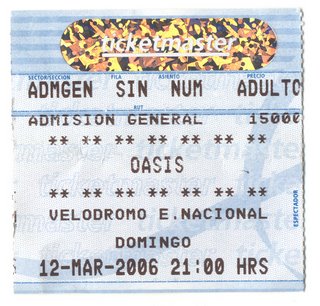 ticketmaster
SECTOR/SECCION FILA ASIENTO PRECIO
ADMGEN SIN NUM ADULTO
RUT
ADMISION GENERAL 15000
** ** ** ** ** ** ** **
OASIS
** ** ** ** ** ** ** **
VELODROMO E.NACIONAL
DOMINGO
12-MAR-2006 21:00 HRS
ESPECTADOR